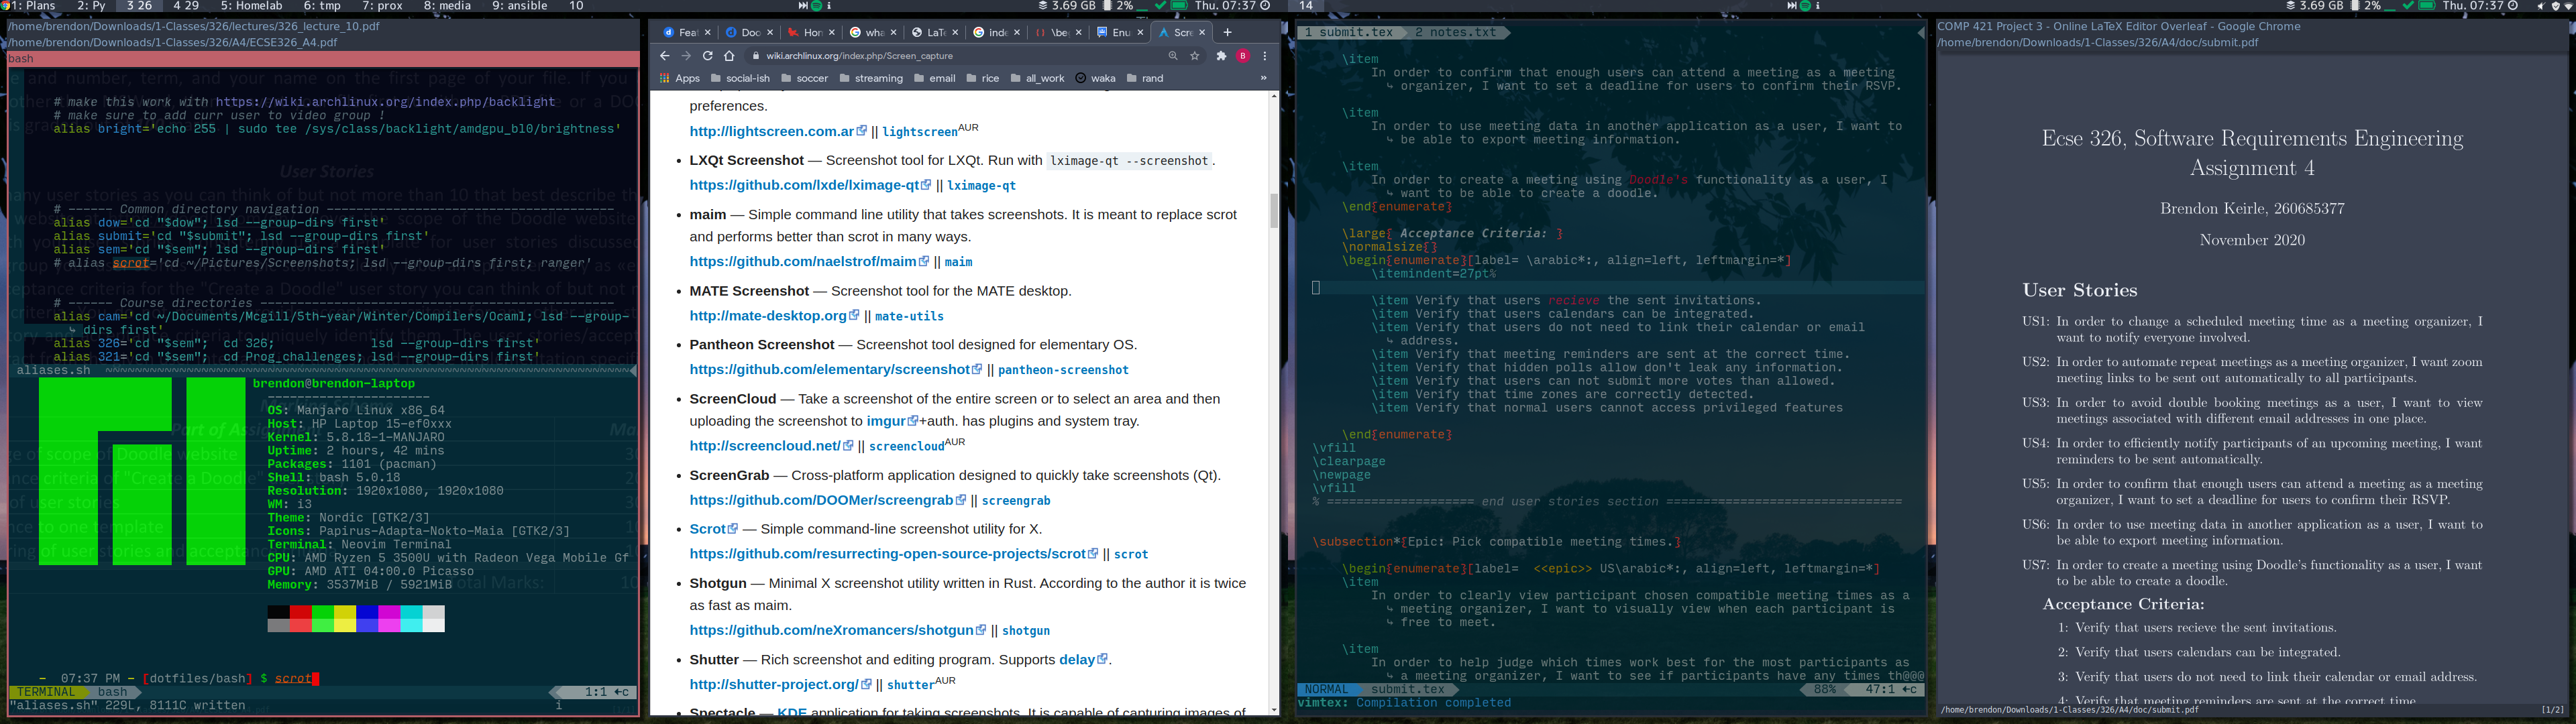 1: Plans 2: Py 3 26 4 29 5: Homelab 6: tmp 7: prox 8: media 9: ansible 10
3.69 GB 2% Thu. 07:37
14
3.69 GB 2% Thu. 07:37
/home/brendon/Downloads/1-Classes/326/lectures/326_lecture_10.pdf
/home/brendon/Downloads/1-Classes/326/A4/ECSE326_A4.pdf
bash
and number, term, and your name on the first page of your file. If you
# make this work with https://wiki.archlinux.org/index.php/backlight
# make sure to add curr user to video group !
alias bright='echo 255 | sudo tee /sys/class/backlight/amdgpu_bl0/brightness'
User Stories
any user stories as you can think of but not more than 10 that best describe th
# ------ Common directory navigation --------------------------------------
alias dow='cd "$dow"; lsd --group-dirs first'
alias submit='cd "$submit"; lsd --group-dirs first'
alias sem='cd "$sem"; lsd --group-dirs first'
# alias scrot='cd ~/Pictures/Screenshots; lsd --group-dirs first; ranger'
# ------ Course directories -----------------------------------------------
alias cam='cd ~/Documents/Mcgill/5th-year/Winter/Compilers/Ocaml; lsd --group-
↳ dirs first'
alias 326='cd "$sem"; cd 326; lsd --group-dirs first'
alias 321='cd "$sem"; cd Prog_challenges; lsd --group-dirs first'
aliases.sh
brendon@brendon-laptop
----------------------
OS: Manjaro Linux x86_64
Host: HP Laptop 15-ef0xxx
Kernel: 5.8.18-1-MANJARO
Uptime: 2 hours, 42 mins
Packages: 1101 (pacman)
Shell: bash 5.0.18
Resolution: 1920x1080, 1920x1080
WM: i3
Theme: Nordic [GTK2/3]
Icons: Papirus-Adapta-Nokto-Maia [GTK2/3]
Terminal: Neovim Terminal
CPU: AMD Ryzen 5 3500U with Radeon Vega Mobile Gf
GPU: AMD ATI 04:00.0 Picasso
Memory: 3537MiB / 5921MiB
– 07:37 PM – [dotfiles/bash] $ scrot
TERMINAL bash 1:1 ←c
"aliases.sh" 229L, 8111C written i
Feat Doc Hor wha LaTe inde \be Enu Scre
wiki.archlinux.org/index.php/Screen_capture B
Apps social-ish soccer streaming email rice all_work waka rand »
preferences.
http://lightscreen.com.ar || lightscreenAUR
• LXQt Screenshot — Screenshot tool for LXQt. Run with lximage-qt --screenshot.
https://github.com/lxde/lximage-qt || lximage-qt
• maim — Simple command line utility that takes screenshots. It is meant to replace scrot
and performs better than scrot in many ways.
https://github.com/naelstrof/maim || maim
• MATE Screenshot — Screenshot tool for the MATE desktop.
http://mate-desktop.org || mate-utils
• Pantheon Screenshot — Screenshot tool designed for elementary OS.
https://github.com/elementary/screenshot || pantheon-screenshot
• ScreenCloud — Take a screenshot of the entire screen or to select an area and then
uploading the screenshot to imgur+auth. has plugins and system tray.
http://screencloud.net/ || screencloudAUR
• ScreenGrab — Cross-platform application designed to quickly take screenshots (Qt).
https://github.com/DOOMer/screengrab || screengrab
• Scrot — Simple command-line screenshot utility for X.
https://github.com/resurrecting-open-source-projects/scrot || scrot
• Shotgun — Minimal X screenshot utility written in Rust. According to the author it is twice
as fast as maim.
https://github.com/neXromancers/shotgun || shotgun
• Shutter — Rich screenshot and editing program. Supports delay.
http://shutter-project.org/ || shutterAUR
• Spectacle — KDE application for taking screenshots. It is capable of capturing images of
1 submit.tex 2 notes.txt
\item
In order to confirm that enough users can attend a meeting as a meeting
↳ organizer, I want to set a deadline for users to confirm their RSVP.
\item
In order to use meeting data in another application as a user, I want to
↳ be able to export meeting information.
\item
In order to create a meeting using Doodle's functionality as a user, I
↳ want to be able to create a doodle.
\end{enumerate}
\large{ Acceptance Criteria: }
\normalsize{}
\begin{enumerate}[label= \arabic*:, align=left, leftmargin=*]
\itemindent=27pt%
\item Verify that users recieve the sent invitations.
\item Verify that users calendars can be integrated.
\item Verify that users do not need to link their calendar or email
↳ address.
\item Verify that meeting reminders are sent at the correct time.
\item Verify that hidden polls allow don't leak any information.
\item Verify that users can not submit more votes than allowed.
\item Verify that time zones are correctly detected.
\item Verify that normal users cannot access privileged features
\end{enumerate}
\vfill
\clearpage
\newpage
\vfill
% ==================== end user stories section ================================
\subsection*{Epic: Pick compatible meeting times.}
\begin{enumerate}[label= <<epic>> US\arabic*:, align=left, leftmargin=*]
\item
In order to clearly view participant chosen compatible meeting times as a
↳ meeting organizer, I want to visually view when each participant is
↳ free to meet.
\item
In order to help judge which times work best for the most participants as
↳ a meeting organizer, I want to see if participants have any times th@@@
NORMAL submit.tex 88% 47:1 ←c
vimtex: Compilation completed
COMP 421 Project 3 - Online LaTeX Editor Overleaf - Google Chrome
/home/brendon/Downloads/1-Classes/326/A4/doc/submit.pdf
Ecse 326, Software Requirements Engineering
Assignment 4
Brendon Keirle, 260685377
November 2020
User Stories
US1: In order to change a scheduled meeting time as a meeting organizer, I
want to notify everyone involved.
US2: In order to automate repeat meetings as a meeting organizer, I want zoom
meeting links to be sent out automatically to all participants.
US3: In order to avoid double booking meetings as a user, I want to view
meetings associated with different email addresses in one place.
US4: In order to efficiently notify participants of an upcoming meeting, I want
reminders to be sent automatically.
US5: In order to confirm that enough users can attend a meeting as a meeting
organizer, I want to set a deadline for users to confirm their RSVP.
US6: In order to use meeting data in another application as a user, I want to
be able to export meeting information.
US7: In order to create a meeting using Doodle's functionality as a user, I want
to be able to create a doodle.
Acceptance Criteria:
1: Verify that users recieve the sent invitations.
2: Verify that users calendars can be integrated.
3: Verify that users do not need to link their calendar or email address.
4: Verify that meeting reminders are sent at the correct time.
/home/brendon/Downloads/1-Classes/326/A4/doc/submit.pdf [1/2]